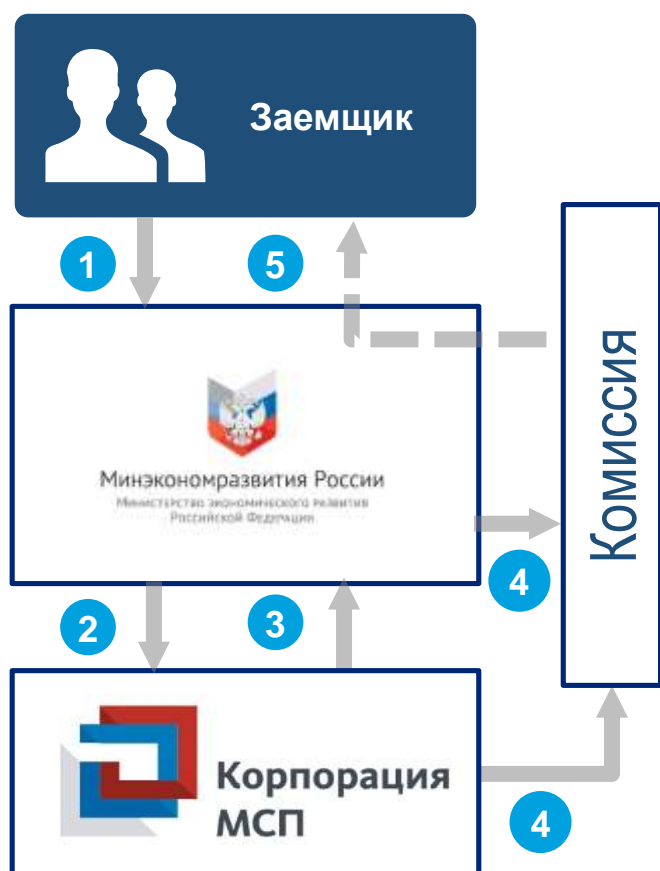 Заемщик
1
5
Минэкономразвития России
Министерство экономического развития
Российской Федерации
Комиссия
4
2
3
Корпорация
МСП
4